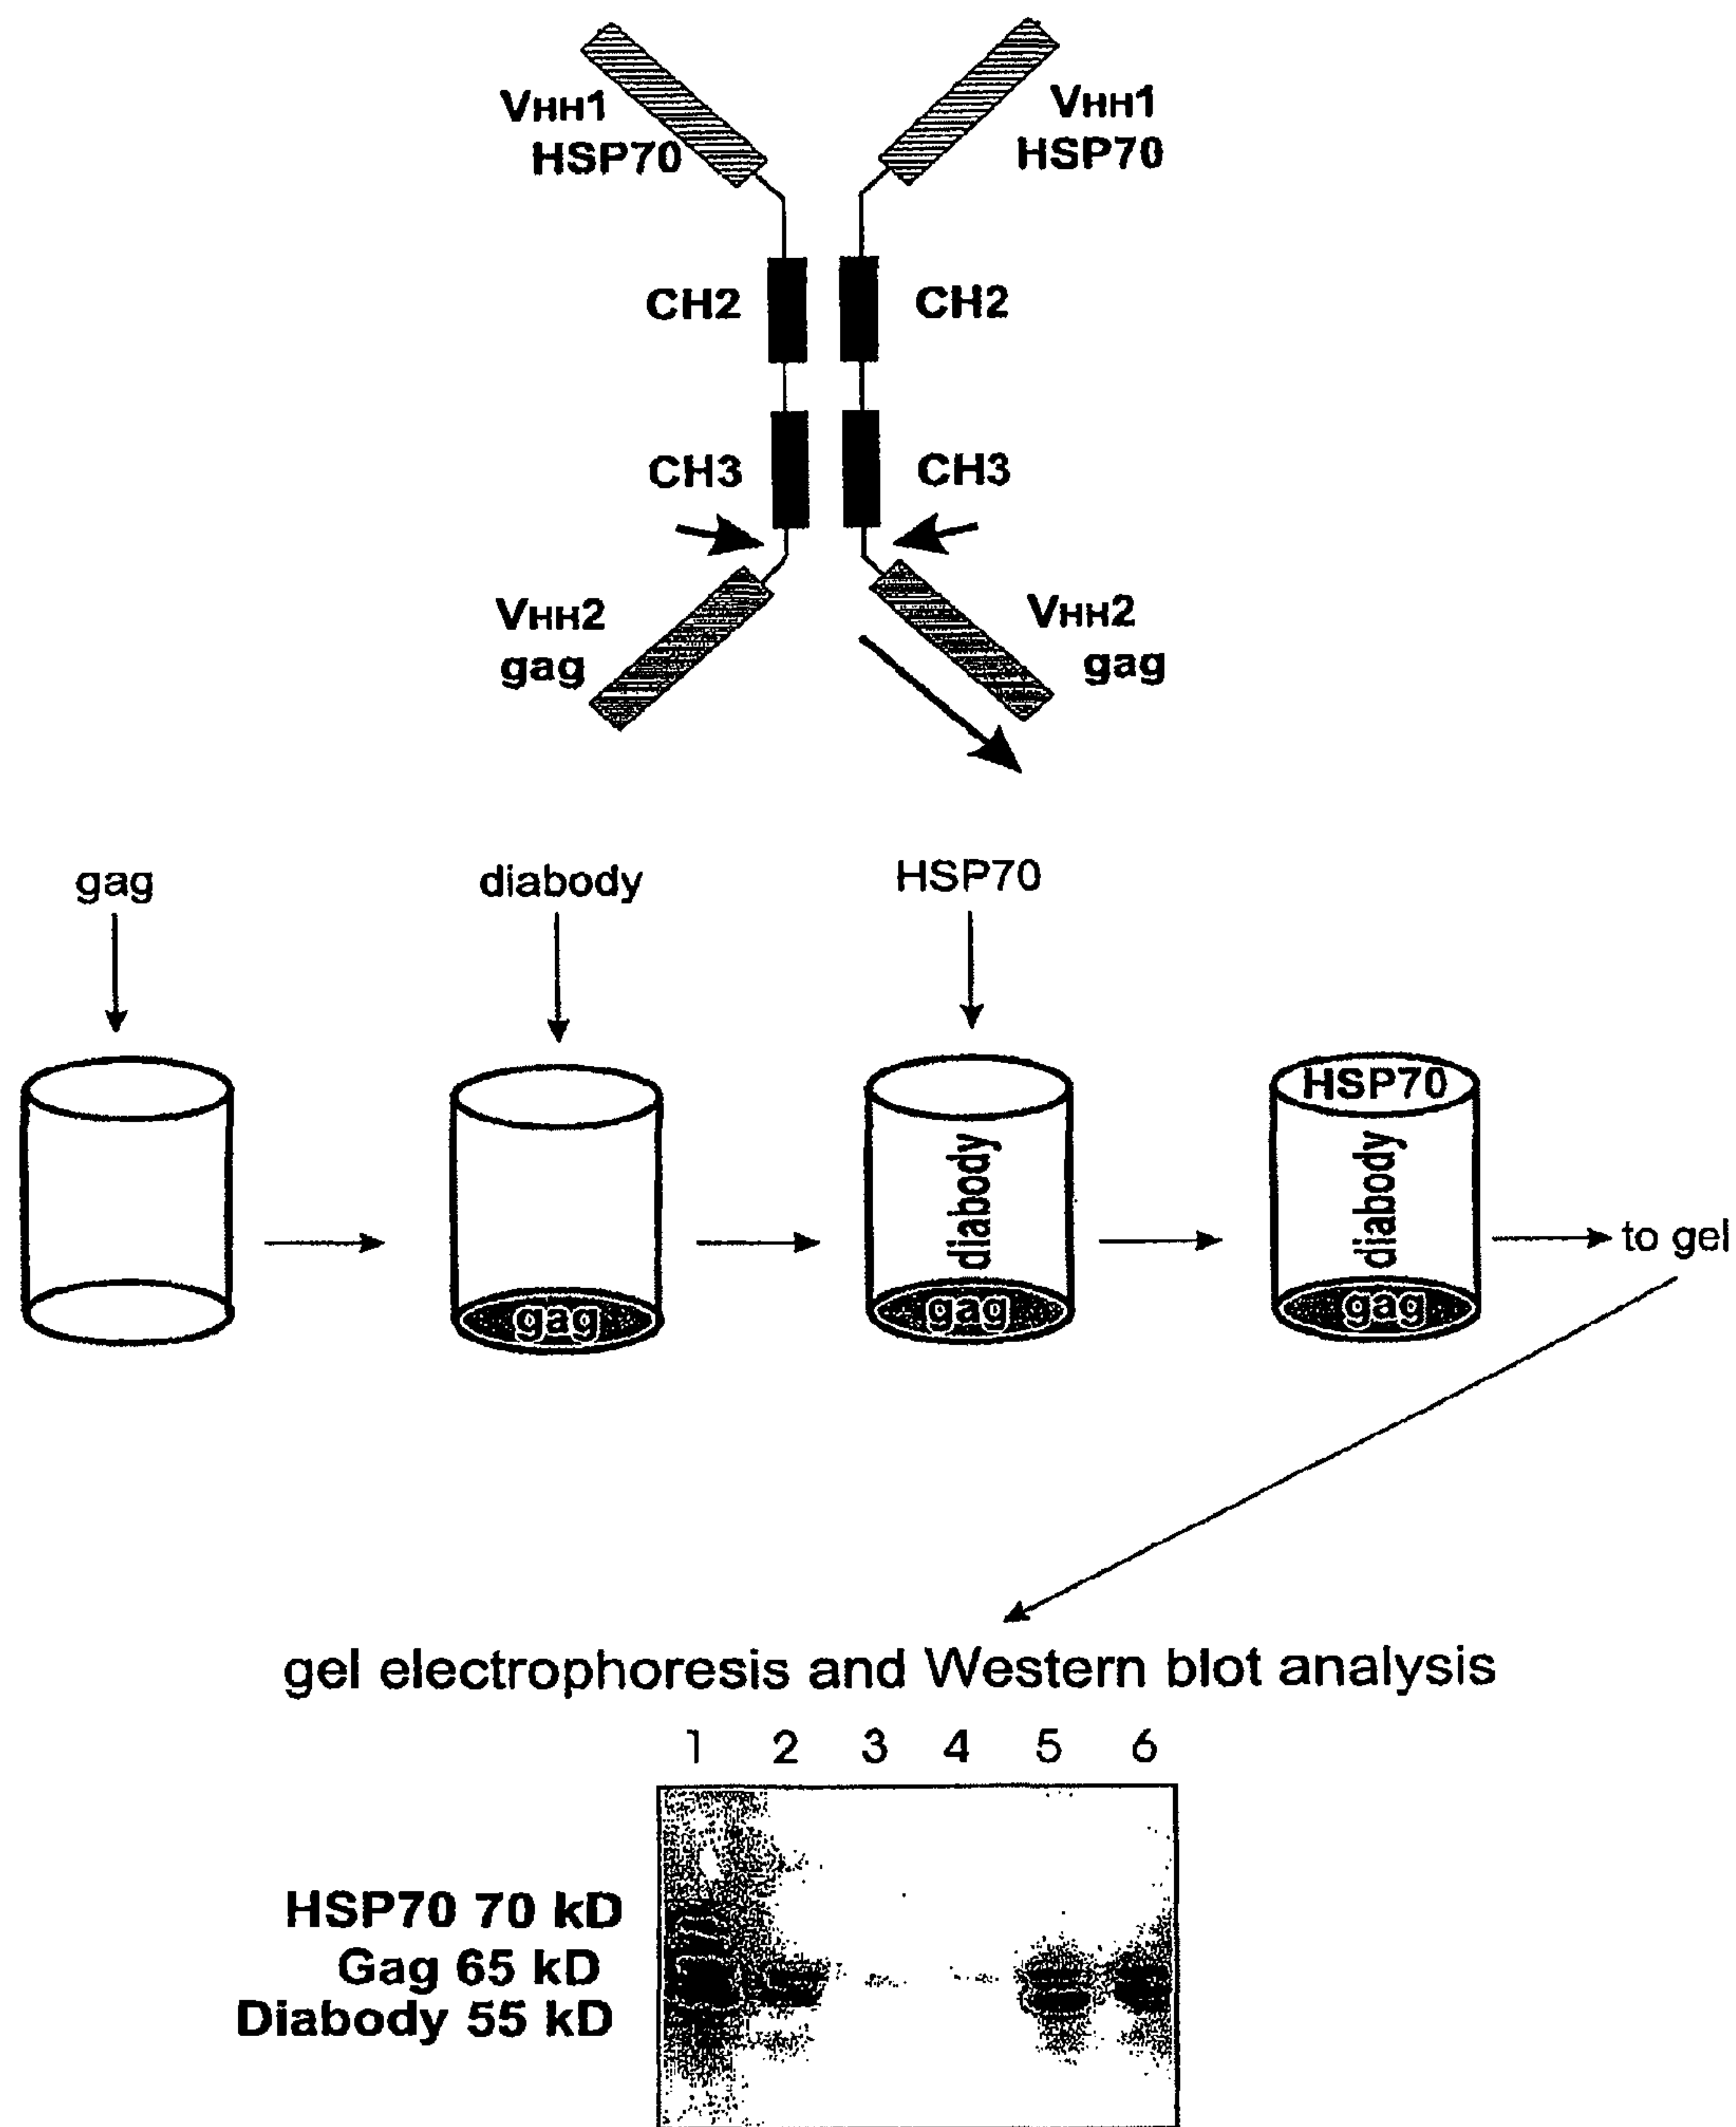 VHH1
HSP70
VHH1
HSP70
CH2
CH2
CH3
CH3
VHH2
gag
VHH2
gag
gag
diabody
HSP70
gag
diabody
gag
HSP70
diabody
gag
to gel
gel electrophoresis and Western blot analysis
1 2 3 4 5 6
HSP70 70 kD
Gag 65 kD
Diabody 55 kD